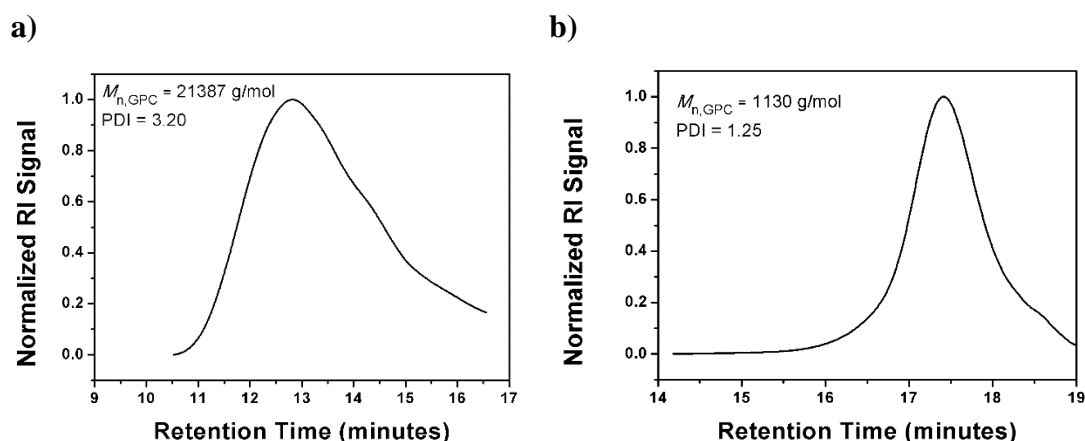 a)
M n,GPC = 21387 g/mol
PDI = 3.20
Normalized RI Signal
1.0
0.8
0.6
0.4
0.2
0.0
9 10 11 12 13 14 15 16 17
Retention Time (minutes)
b)
M n,GPC = 1130 g/mol
PDI = 1.25
Normalized RI Signal
1.0
0.8
0.6
0.4
0.2
0.0
14 15 16 17 18 19
Retention Time (minutes)